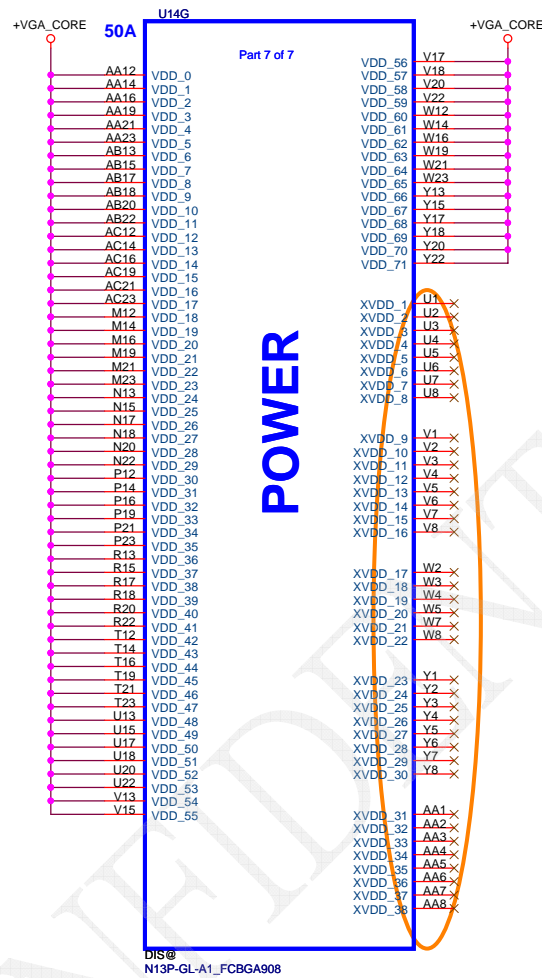 U14G
+VGA_CORE
50A
+VGA_CORE
Part 7 of 7
AA12 VDD_0
AA14 VDD_1
AA16 VDD_2
AA19 VDD_3
AA21 VDD_4
AA23 VDD_5
AB13 VDD_6
AB15 VDD_7
AB17 VDD_8
AB18 VDD_9
AB20 VDD_10
AB22 VDD_11
AC12 VDD_12
AC14 VDD_13
AC16 VDD_14
AC19 VDD_15
AC21 VDD_16
AC23 VDD_17
M12 VDD_18
M14 VDD_19
M16 VDD_20
M19 VDD_21
M21 VDD_22
M23 VDD_23
N13 VDD_24
N15 VDD_25
N17 VDD_26
N18 VDD_27
N20 VDD_28
N22 VDD_29
P12 VDD_30
P14 VDD_31
P16 VDD_32
P19 VDD_33
P21 VDD_34
P23 VDD_35
R13 VDD_36
R15 VDD_37
R17 VDD_38
R18 VDD_39
R20 VDD_40
R22 VDD_41
T12 VDD_42
T14 VDD_43
T16 VDD_44
T19 VDD_45
T21 VDD_46
T23 VDD_47
U13 VDD_48
U15 VDD_49
U17 VDD_50
U18 VDD_51
U20 VDD_52
U22 VDD_53
V13 VDD_54
V15 VDD_55
POWER
VDD_56 V17
VDD_57 V18
VDD_58 V20
VDD_59 V22
VDD_60 W12
VDD_61 W14
VDD_62 W16
VDD_63 W19
VDD_64 W21
VDD_65 W23
VDD_66 Y13
VDD_67 Y15
VDD_68 Y17
VDD_69 Y18
VDD_70 Y20
VDD_71 Y22
XVDD_1 U1
XVDD_2 U2
XVDD_3 U3
XVDD_4 U4
XVDD_5 U5
XVDD_6 U6
XVDD_7 U7
XVDD_8 U8
XVDD_9 V1
XVDD_10 V2
XVDD_11 V3
XVDD_12 V4
XVDD_13 V5
XVDD_14 V6
XVDD_15 V7
XVDD_16 V8
XVDD_17 W2
XVDD_18 W3
XVDD_19 W4
XVDD_20 W5
XVDD_21 W7
XVDD_22 W8
XVDD_23 Y1
XVDD_24 Y2
XVDD_25 Y3
XVDD_26 Y4
XVDD_27 Y5
XVDD_28 Y6
XVDD_29 Y7
XVDD_30 Y8
XVDD_31 AA1
XVDD_32 AA2
XVDD_33 AA3
XVDD_34 AA4
XVDD_35 AA5
XVDD_36 AA6
XVDD_37 AA7
XVDD_38 AA8
DIS@
N13P-GL-A1_FCBGA908